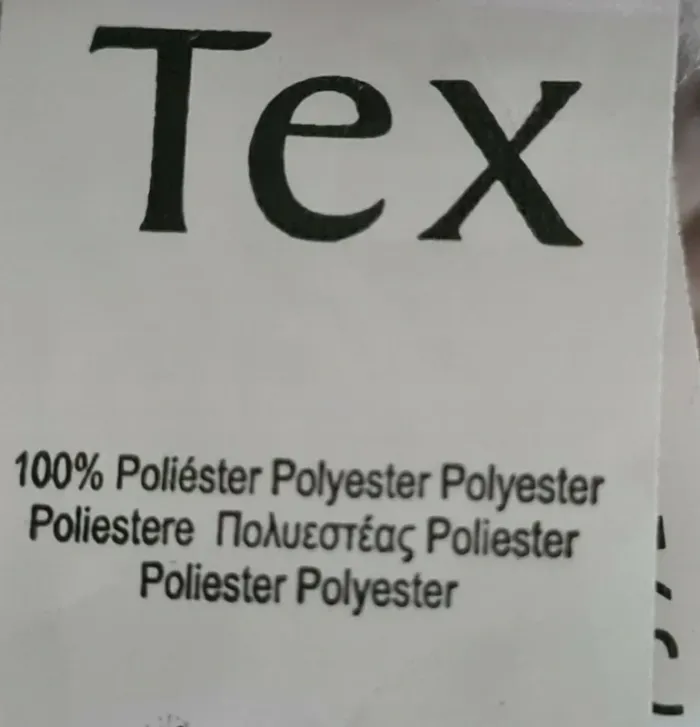 Tex
100% Poliéster Polyester Polyester
Poliestere Πολυεστέας Poliester
Poliester Polyester